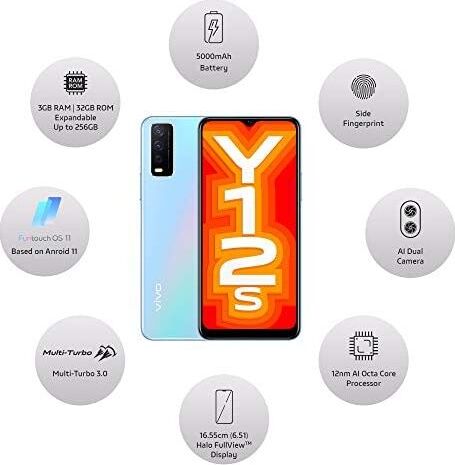 5000mAh
Battery
RAM
ROM
3GB RAM | 32GB ROM
Expandable
Up to 256GB
Side
Fingerprint
Y12s
vivo
Funtouch OS 11
Based on Anroid 11
AI Dual
Camera
Multi-Turbo
Multi-Turbo 3.0
12nm AI Octa Core
Processor
16.55cm (6.51)
Halo FullView™
Display